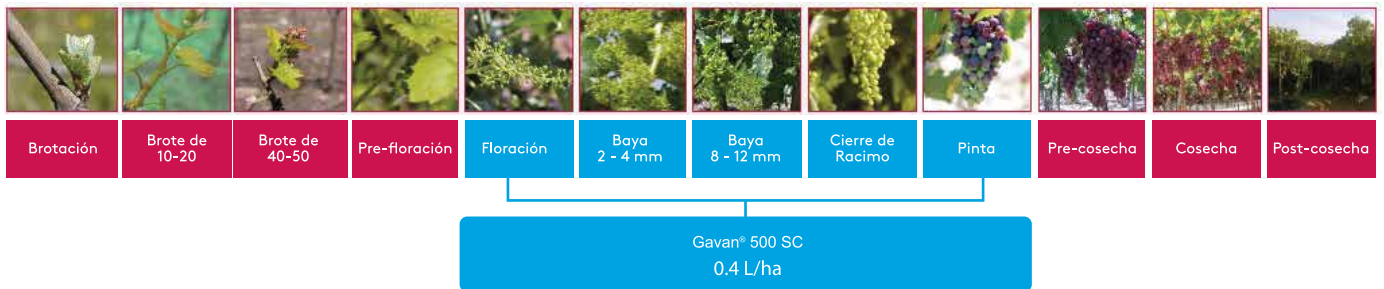 Brotación
Brote de
10-20
Brote de
40-50
Pre-floración
Floración
Baya
2 - 4 mm
Baya
8 - 12 mm
Cierre de
Racimo
Pinta
Pre-cosecha
Cosecha
Post-cosecha
Gavan® 500 SC
0.4 L/ha